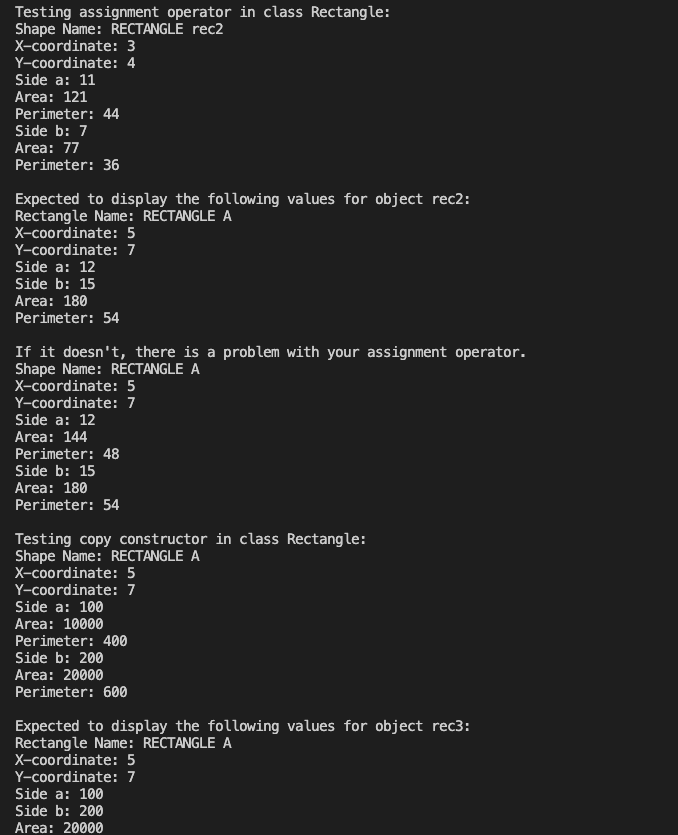 Testing assignment operator in class Rectangle:
Shape Name: RECTANGLE rec2
X-coordinate: 3
Y-coordinate: 4
Side a: 11
Area: 121
Perimeter: 44
Side b: 7
Area: 77
Perimeter: 36

Expected to display the following values for object rec2:
Rectangle Name: RECTANGLE A
X-coordinate: 5
Y-coordinate: 7
Side a: 12
Side b: 15
Area: 180
Perimeter: 54

If it doesn't, there is a problem with your assignment operator.
Shape Name: RECTANGLE A
X-coordinate: 5
Y-coordinate: 7
Side a: 12
Area: 144
Perimeter: 48
Side b: 15
Area: 180
Perimeter: 54

Testing copy constructor in class Rectangle:
Shape Name: RECTANGLE A
X-coordinate: 5
Y-coordinate: 7
Side a: 100
Area: 10000
Perimeter: 400
Side b: 200
Area: 20000
Perimeter: 600

Expected to display the following values for object rec3:
Rectangle Name: RECTANGLE A
X-coordinate: 5
Y-coordinate: 7
Side a: 100
Side b: 200
Area: 20000